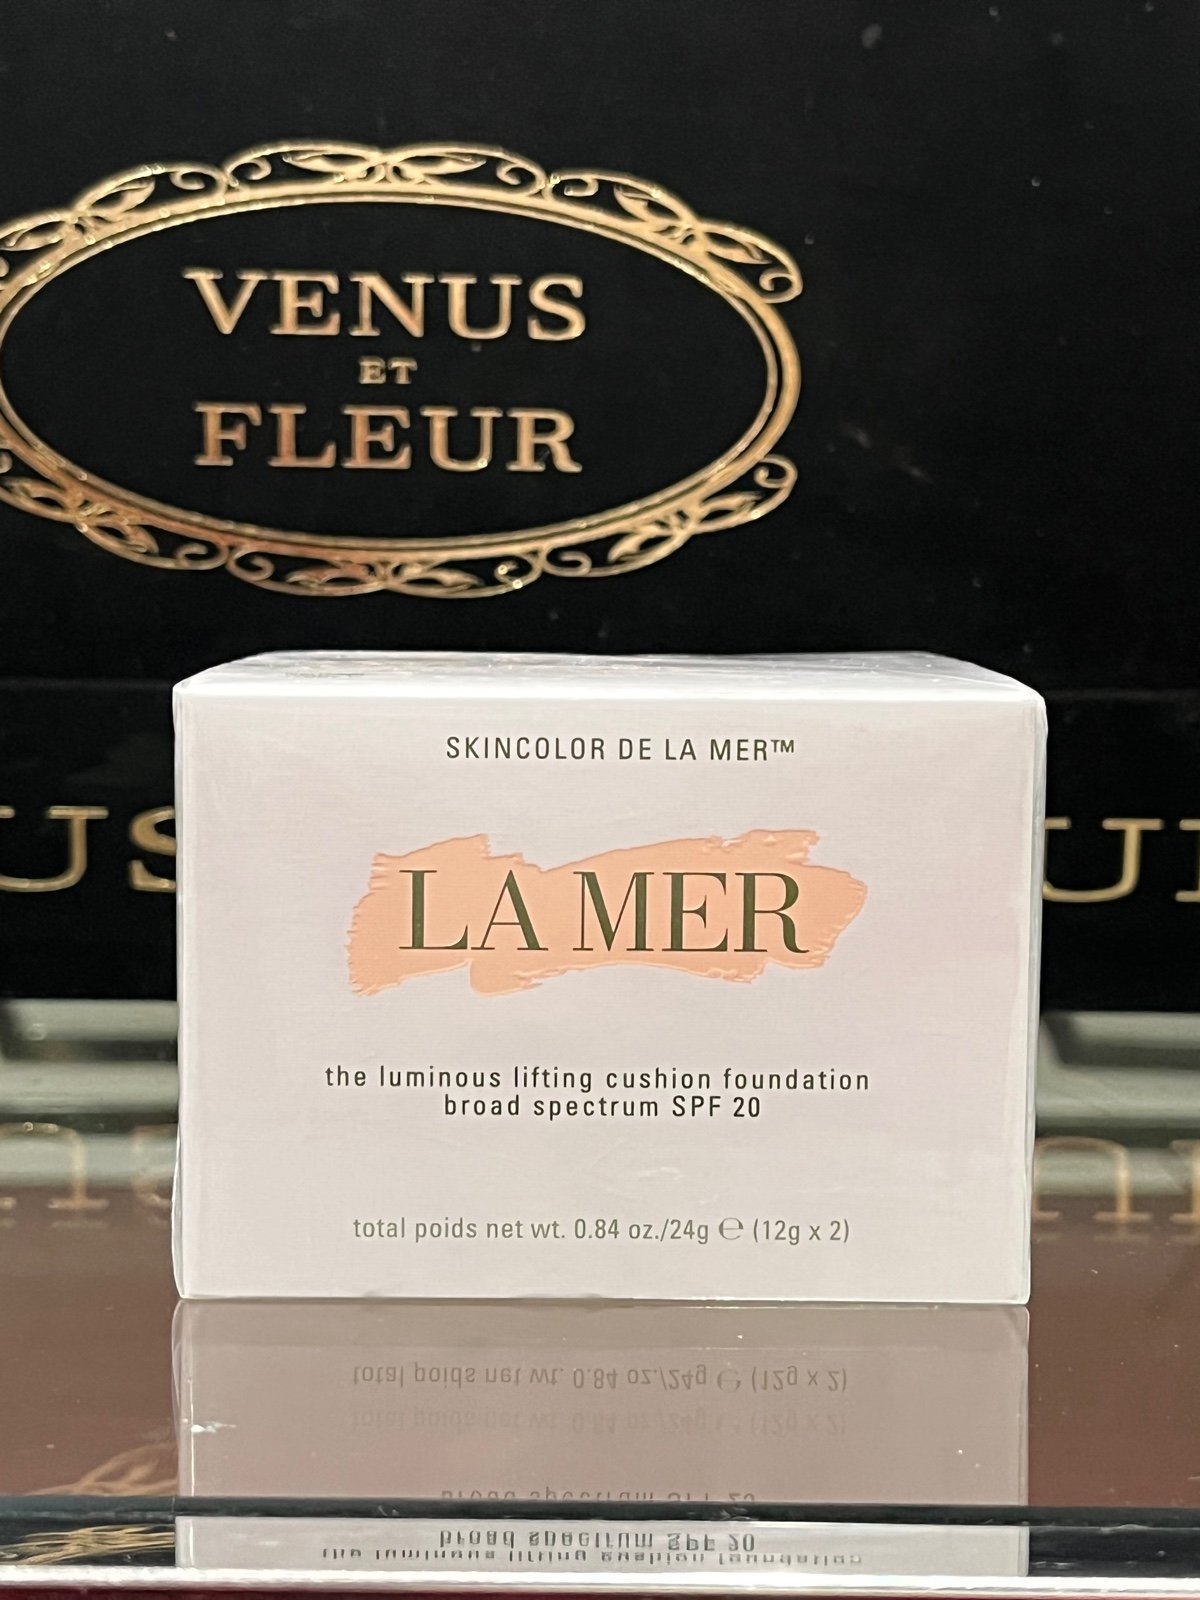 VENUS
ET
FLEUR
SKINCOLOR DE LA MER™
LA MER
the luminous lifting cushion foundation
broad spectrum SPF 20
total poids net wt. 0.84 oz./24g ℮ (12g x 2)